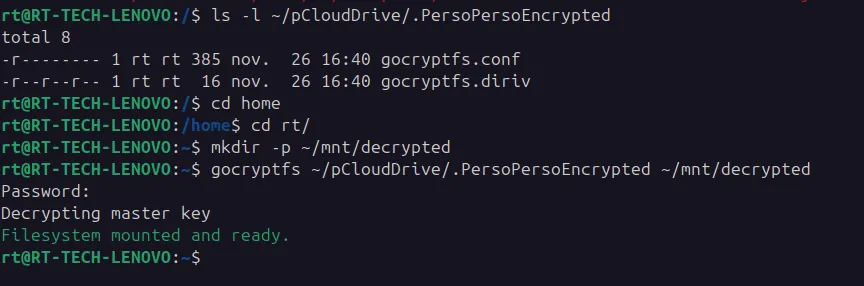 rt@RT-TECH-LENOVO:/$ ls -l ~/pCloudDrive/.PersoPersoEncrypted
total 8
-r-------- 1 rt rt 385 nov.  26 16:40 gocryptfs.conf
-r--r--r-- 1 rt rt  16 nov.  26 16:40 gocryptfs.diriv
rt@RT-TECH-LENOVO:/$ cd home
rt@RT-TECH-LENOVO:/home$ cd rt/
rt@RT-TECH-LENOVO:~$ mkdir -p ~/mnt/decrypted
rt@RT-TECH-LENOVO:~$ gocryptfs ~/pCloudDrive/.PersoPersoEncrypted ~/mnt/decrypted
Password:
Decrypting master key
Filesystem mounted and ready.
rt@RT-TECH-LENOVO:~$